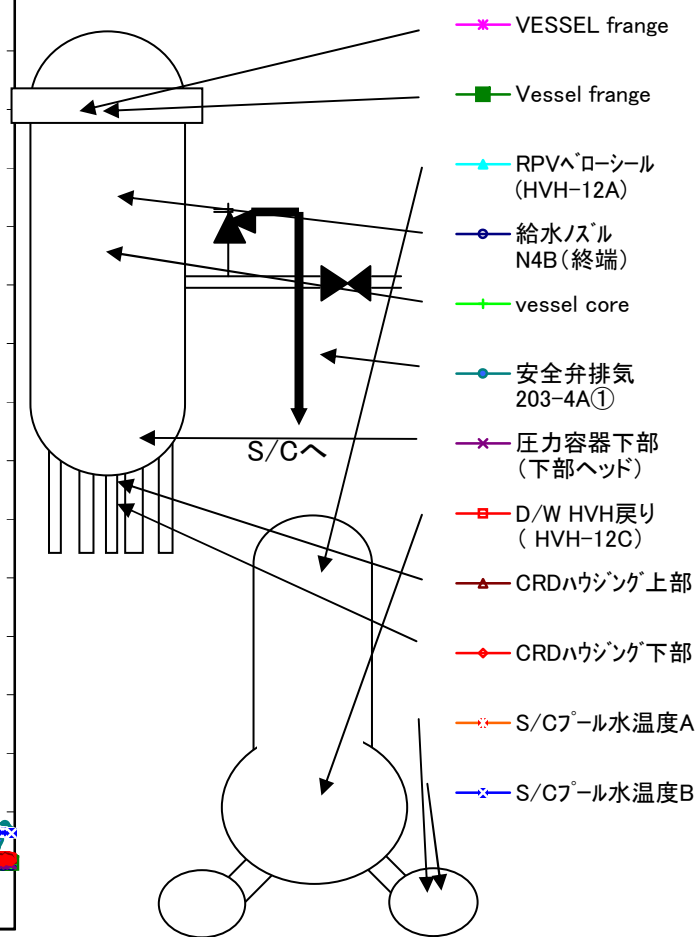 VESSEL frange
Vessel frange
RPVベローシール
(HVH-12A)
給水ノズル
N4B(終端)
vessel core
安全弁排気
203-4A①
S/Cへ
圧力容器下部
(下部ヘッド)
D/W HVH戻り
( HVH-12C)
CRDハウジング上部
CRDハウジング下部
S/Cプール水温度A
S/Cプール水温度B